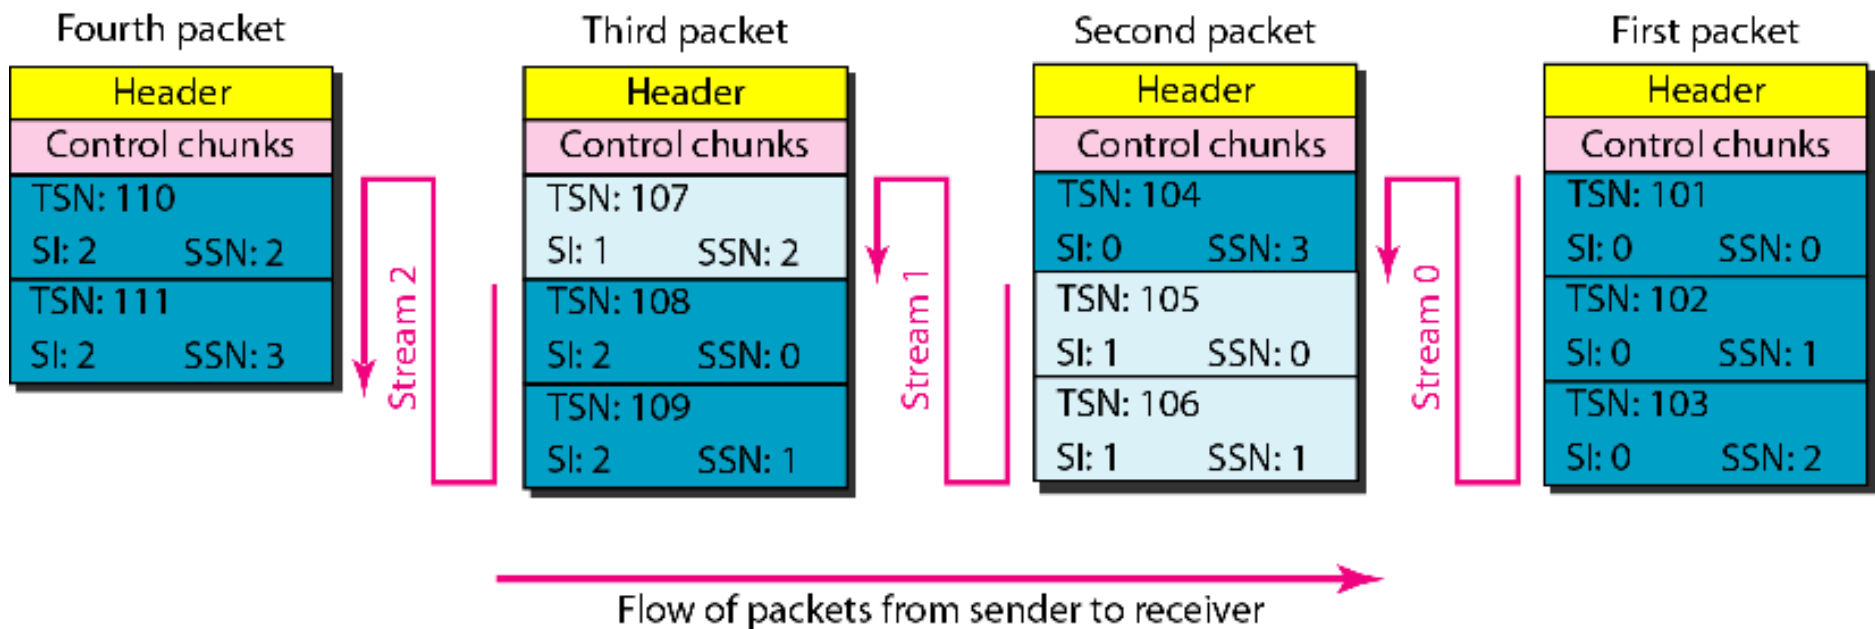 Fourth packet
Header
Control chunks
TSN: 110
SI: 2 SSN: 2
TSN: 111
SI: 2 SSN: 3
Stream 2
Third packet
Header
Control chunks
TSN: 107
SI: 1 SSN: 2
TSN: 108
SI: 2 SSN: 0
TSN: 109
SI: 2 SSN: 1
Stream 1
Second packet
Header
Control chunks
TSN: 104
SI: 0 SSN: 3
TSN: 105
SI: 1 SSN: 0
TSN: 106
SI: 1 SSN: 1
Stream 0
First packet
Header
Control chunks
TSN: 101
SI: 0 SSN: 0
TSN: 102
SI: 0 SSN: 1
TSN: 103
SI: 0 SSN: 2
Flow of packets from sender to receiver